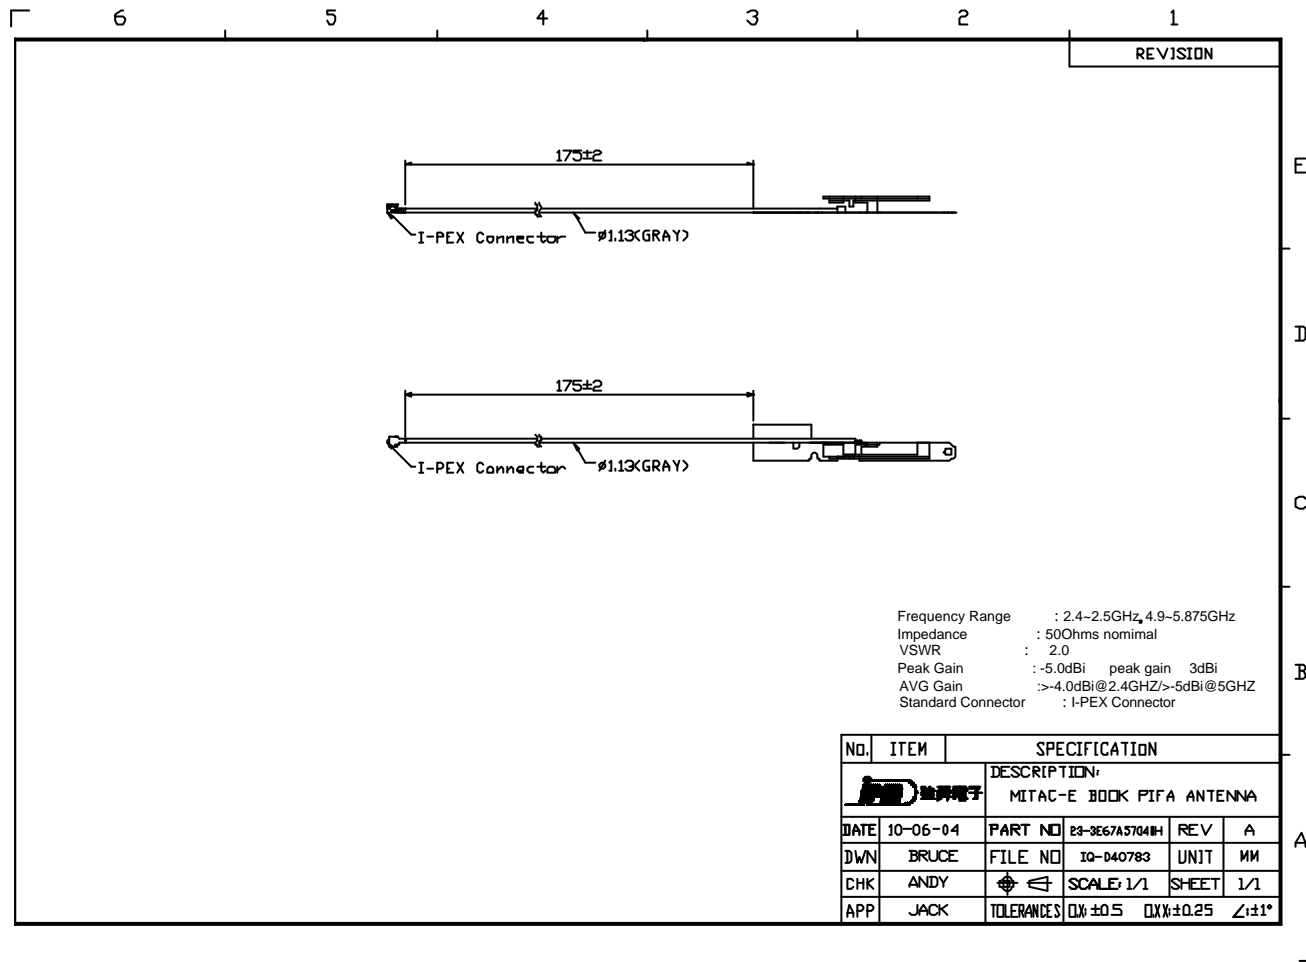 6 5 4 3 2 1
REVISION
E
175±2
I-PEX Connector
ø1.13(GRAY)
D
175±2
I-PEX Connector
ø1.13(GRAY)
C
Frequency Range : 2.4~2.5GHz, 4.9~5.875GHz
Impedance : 50Ohms nomimal
VSWR : 2.0
Peak Gain : -5.0dBi peak gain 3dBi
AVG Gain :>-4.0dBi@2.4GHZ/>-5dBi@5GHZ
Standard Connector : I-PEX Connector
B
NO. ITEM SPECIFICATION
DESCRIPTION:
MITAC-E BOOK PIFA ANTENNA
DATE 10-06-04 PART NO REV A
A
DWN BRUCE FILE NO IQ-D40783 UNIT MM
CHK ANDY SCALE: 1/1 SHEET 1/1
APP JACK TOLERANCES 0.X: ±0.5 0.XX:±0.25 ∠:±1°